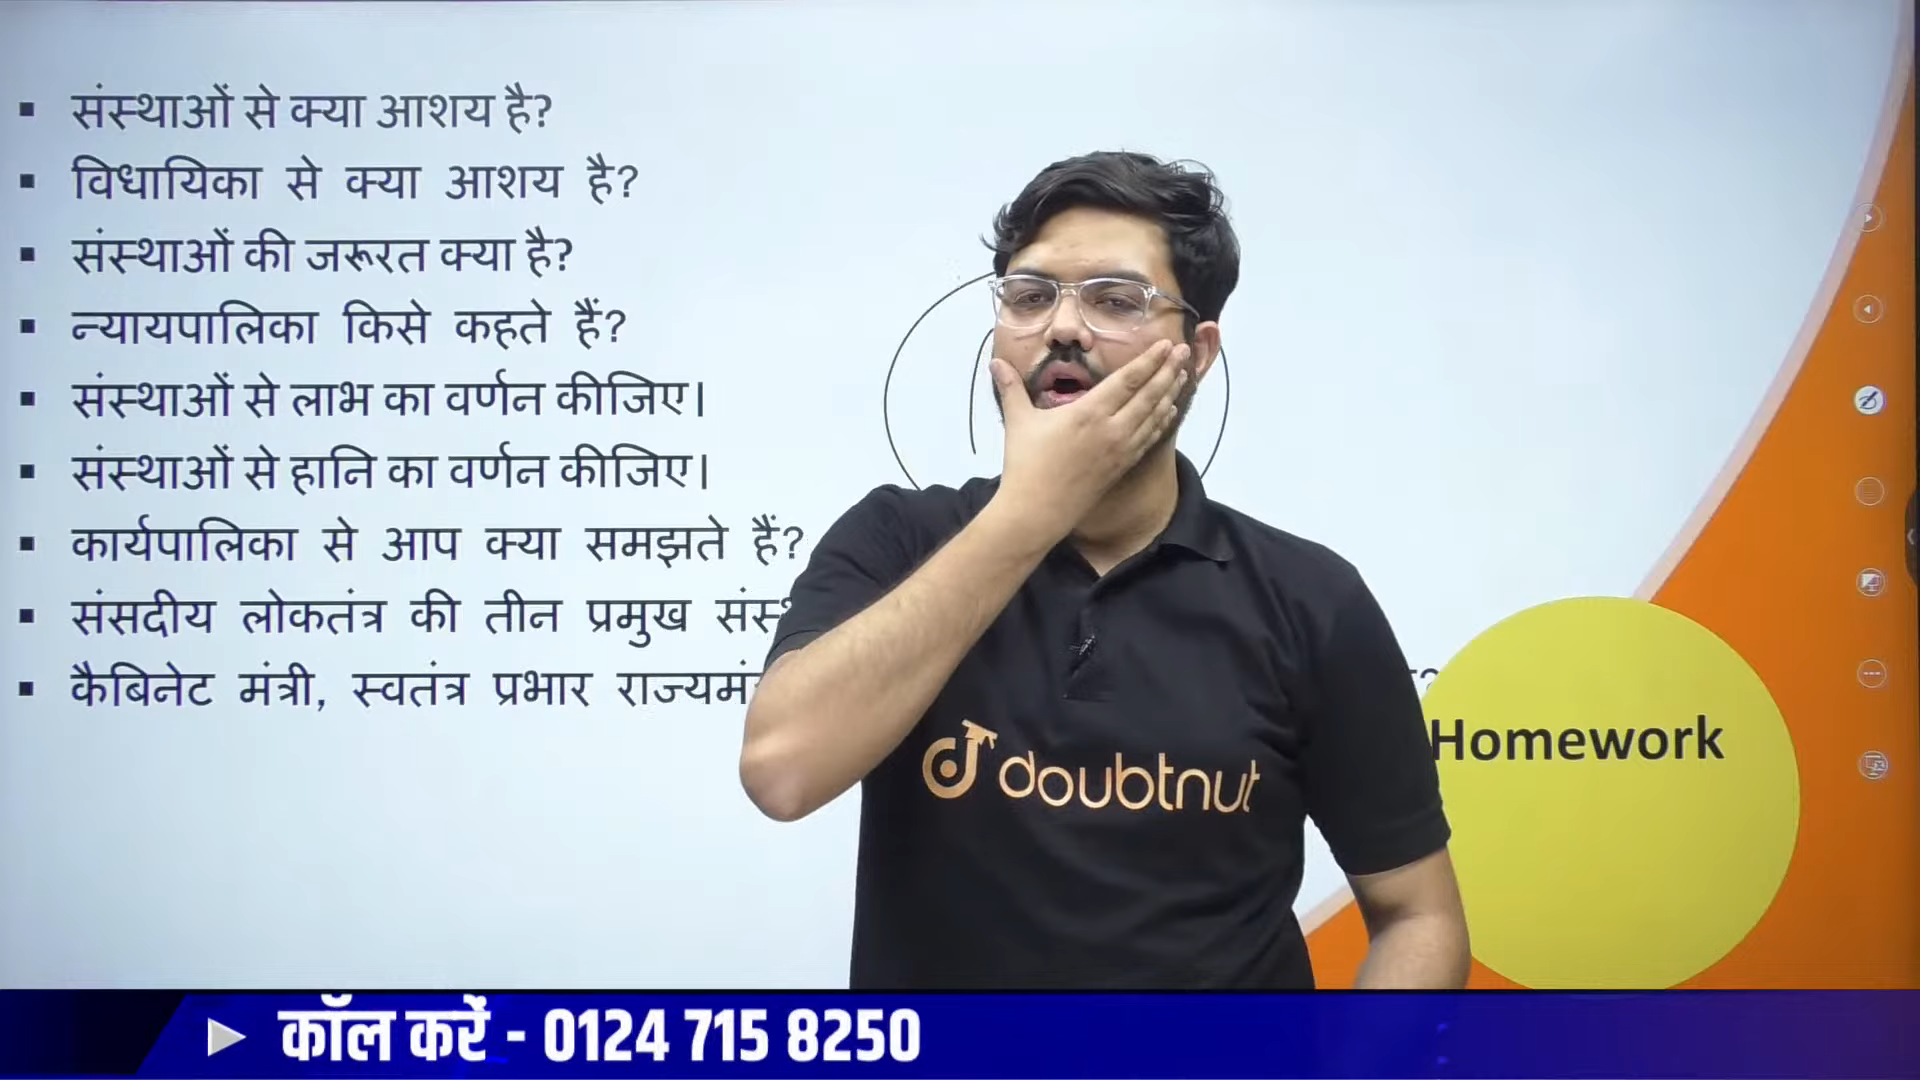 संस्थाओं से क्या आशय है?
विधायिका से क्या आशय है?
संस्थाओं की जरूरत क्या है?
न्यायपालिका किसे कहते हैं?
संस्थाओं से लाभ का वर्णन कीजिए।
संस्थाओं से हानि का वर्णन कीजिए।
कार्यपालिका से आप क्या समझते हैं?
संसदीय लोकतंत्र की तीन प्रमुख
कैबिनेट मंत्री, स्वतंत्र प्रभार
Homework
doubtnut
कॉल करें - 0124 715 8250